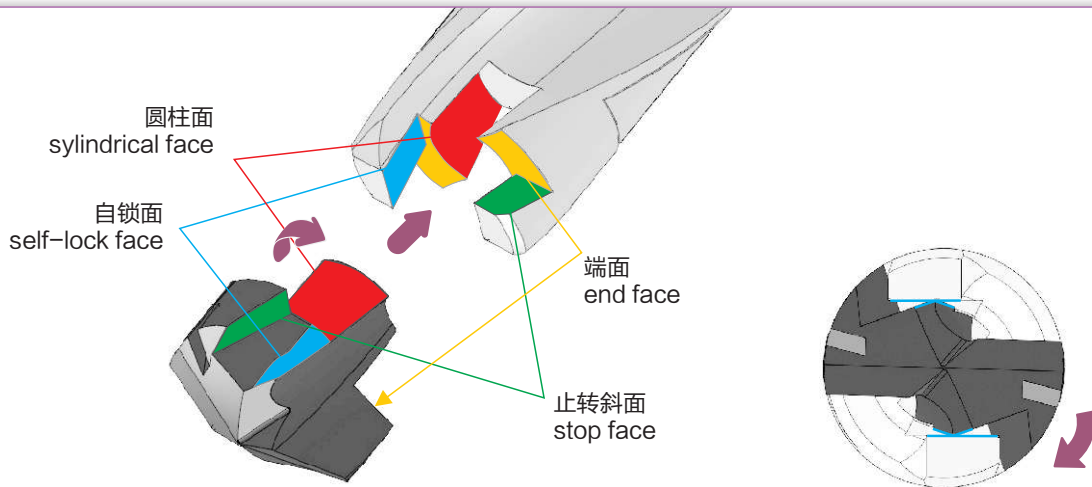 圆柱面
sylindrical face
自锁面
self-lock face
端面
end face
止转斜面
stop face